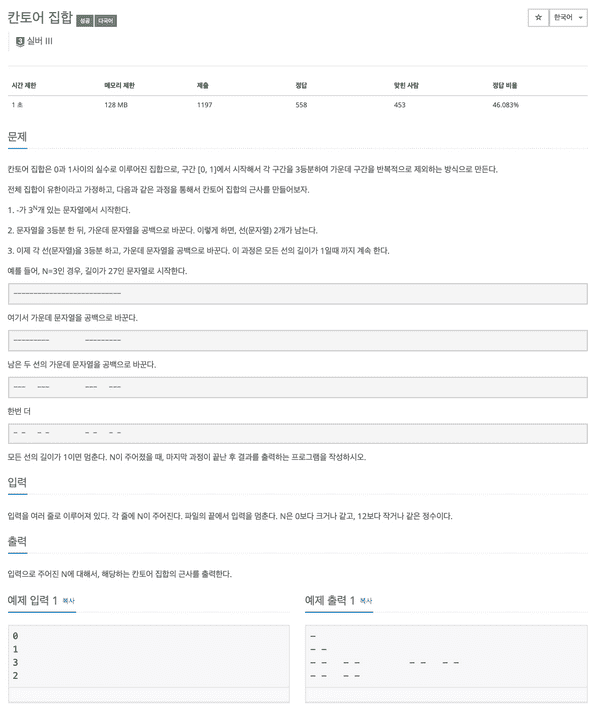 칸토어 집합 성공 다국어
☆ 한국어
3 실버 III
시간 제한 메모리 제한 제출 정답 맞힌 사람 정답 비율
1 초 128 MB 1197 558 453 46.083%
문제
칸토어 집합은 0과 1사이의 실수로 이루어진 집합으로, 구간 [0, 1]에서 시작해서 각 구간을 3등분하여 가운데 구간을 반복적으로 제외하는 방식으로 만든다.
전체 집합이 유한이라고 가정하고, 다음과 같은 과정을 통해서 칸토어 집합의 근사를 만들어보자.
1. -가 3^N개 있는 문자열에서 시작한다.
2. 문자열을 3등분 한 뒤, 가운데 문자열을 공백으로 바꾼다. 이렇게 하면, 선(문자열) 2개가 남는다.
3. 이제 각 선(문자열)을 3등분 하고, 가운데 문자열을 공백으로 바꾼다. 이 과정은 모든 선의 길이가 1일때 까지 계속 한다.
예를 들어, N=3인 경우, 길이가 27인 문자열로 시작한다.
---------------------------
여기서 가운데 문자열을 공백으로 바꾼다.
---------         ---------
남은 두 선의 가운데 문자열을 공백으로 바꾼다.
---   ---         ---   ---
한번 더
- -   - -         - -   - -
모든 선의 길이가 1이면 멈춘다. N이 주어졌을 때, 마지막 과정이 끝난 후 결과를 출력하는 프로그램을 작성하시오.
입력
입력을 여러 줄로 이루어져 있다. 각 줄에 N이 주어진다. 파일의 끝에서 입력을 멈춘다. N은 0보다 크거나 같고, 12보다 작거나 같은 정수이다.
출력
입력으로 주어진 N에 대해서, 해당하는 칸토어 집합의 근사를 출력한다.
예제 입력 1 복사
0
1
3
2
예제 출력 1 복사
-
- -
- -   - -         - -   - -
- -   - -